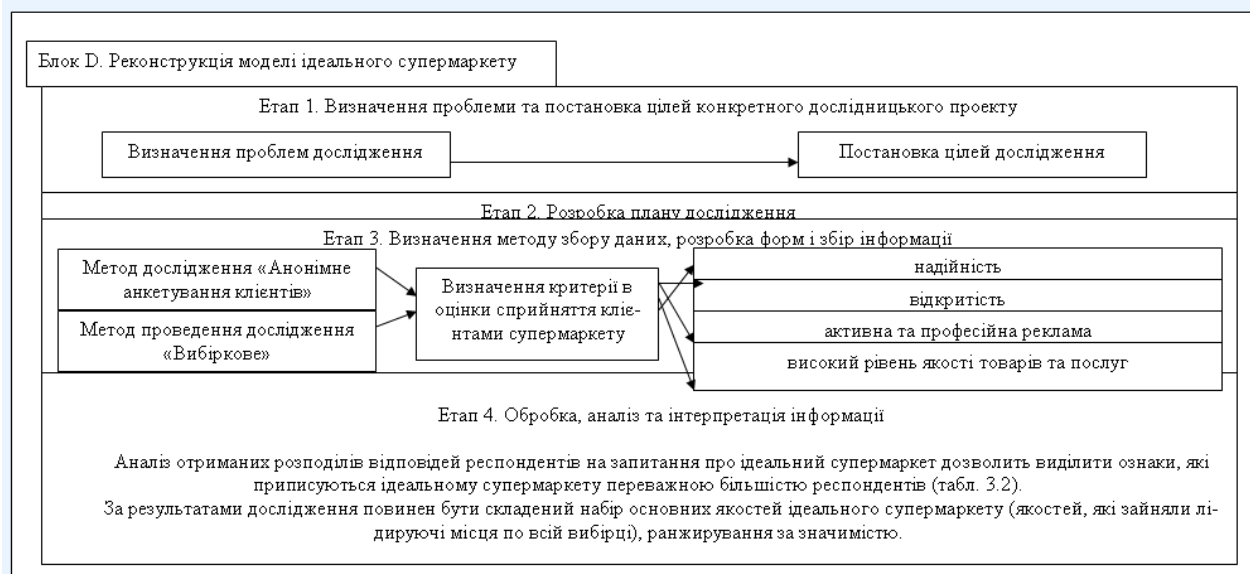 Блок D. Реконструкція моделі ідеального супермаркету
Етап 1. Визначення проблеми та постановка цілей конкретного дослідницького проекту
Визначення проблем дослідження
Постановка цілей дослідження
Етап 2. Розробка плану дослідження
Етап 3. Визначення методу збору даних, розробка форм і збір інформації
Метод дослідження «Анонімне
анкетування клієнтів»
Метод проведення дослідження
«Вибіркове»
Визначення критерії в
оцінки сприйняття кліє-
нтами супермаркету
надійність
відкритість
активна та професійна реклама
високий рівень якості товарів та послуг
Етап 4. Обробка, аналіз та інтерпретація інформації
Аналіз отриманих розподілів відповідей респондентів на запитання про ідеальний супермаркет дозволить виділити ознаки, які
приписуються ідеальному супермаркету переважною більшістю респондентів (табл. 3.2).
За результатами дослідження повинен бути складений набір основних якостей ідеального супермаркету (якостей, які зайняли лі-
дируючі місця по всій вибірці), ранжирування за значимістю.